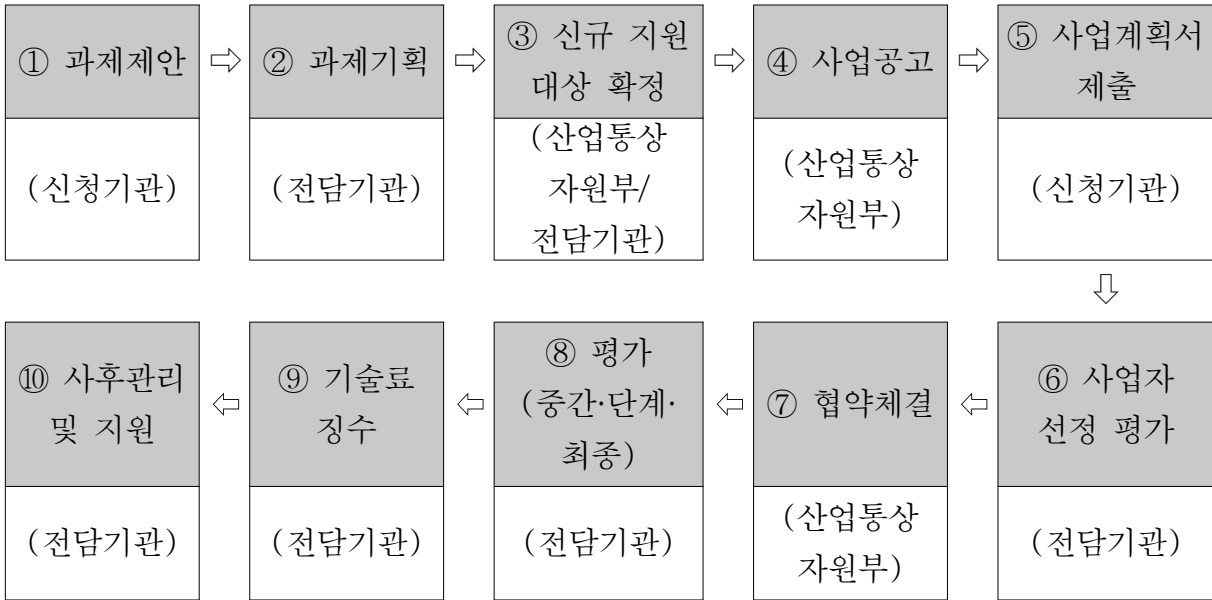 ① 과제제안
(신청기관)
⇨
② 과제기획
(전담기관)
⇨
③ 신규 지원
대상 확정
(산업통상
자원부/
전담기관)
⇨
④ 사업공고
(산업통상
자원부)
⇨
⑤ 사업계획서
제출
(신청기관)
⇩
⑥ 사업자
선정 평가
(전담기관)
⇦
⑦ 협약체결
(산업통상
자원부)
⇦
⑧ 평가
(중간·단계·
최종)
(전담기관)
⇦
⑨ 기술료
징수
(전담기관)
⇦
⑩ 사후관리
및 지원
(전담기관)